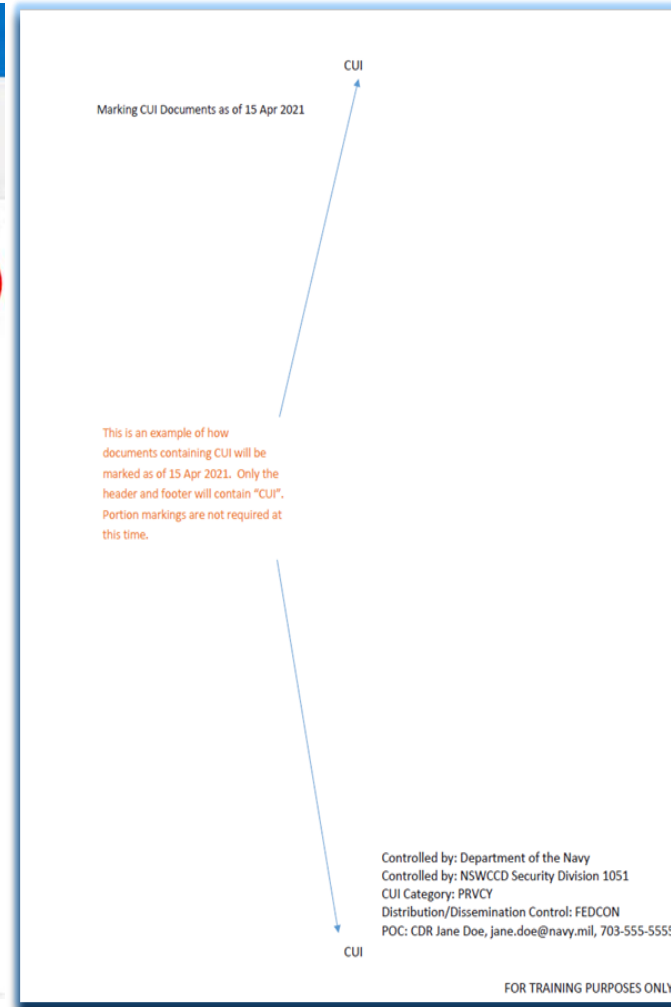 CUI
Marking CUI Documents as of 15 Apr 2021
This is an example of how
documents containing CUI will be
marked as of 15 Apr 2021.  Only the
header and footer will contain “CUI”.
Portion markings are not required at
this time.
Controlled by: Department of the Navy
Controlled by: NSWCCD Security Division 1051
CUI Category: PRVCY
Distribution/Dissemination Control: FEDCON
POC: CDR Jane Doe, jane.doe@navy.mil, 703-555-5555
CUI
FOR TRAINING PURPOSES ONLY